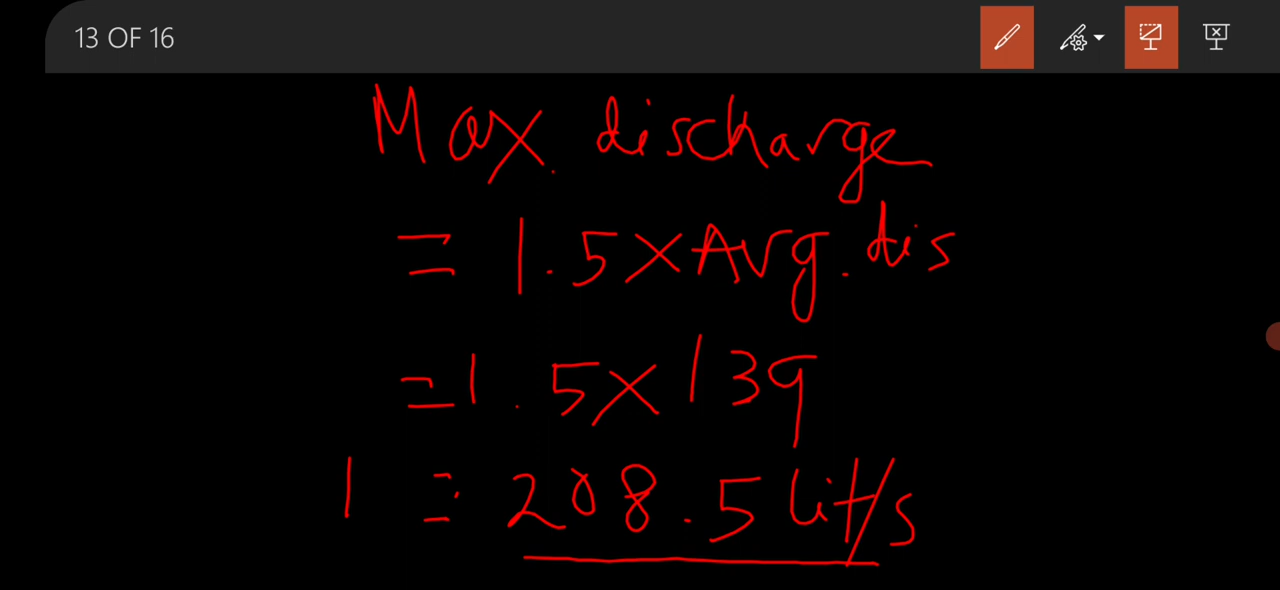 13 OF 16
Max. discharge
= 1.5 X Avg. dis
= 1.5 X 139
1 = 208.5 lit/s